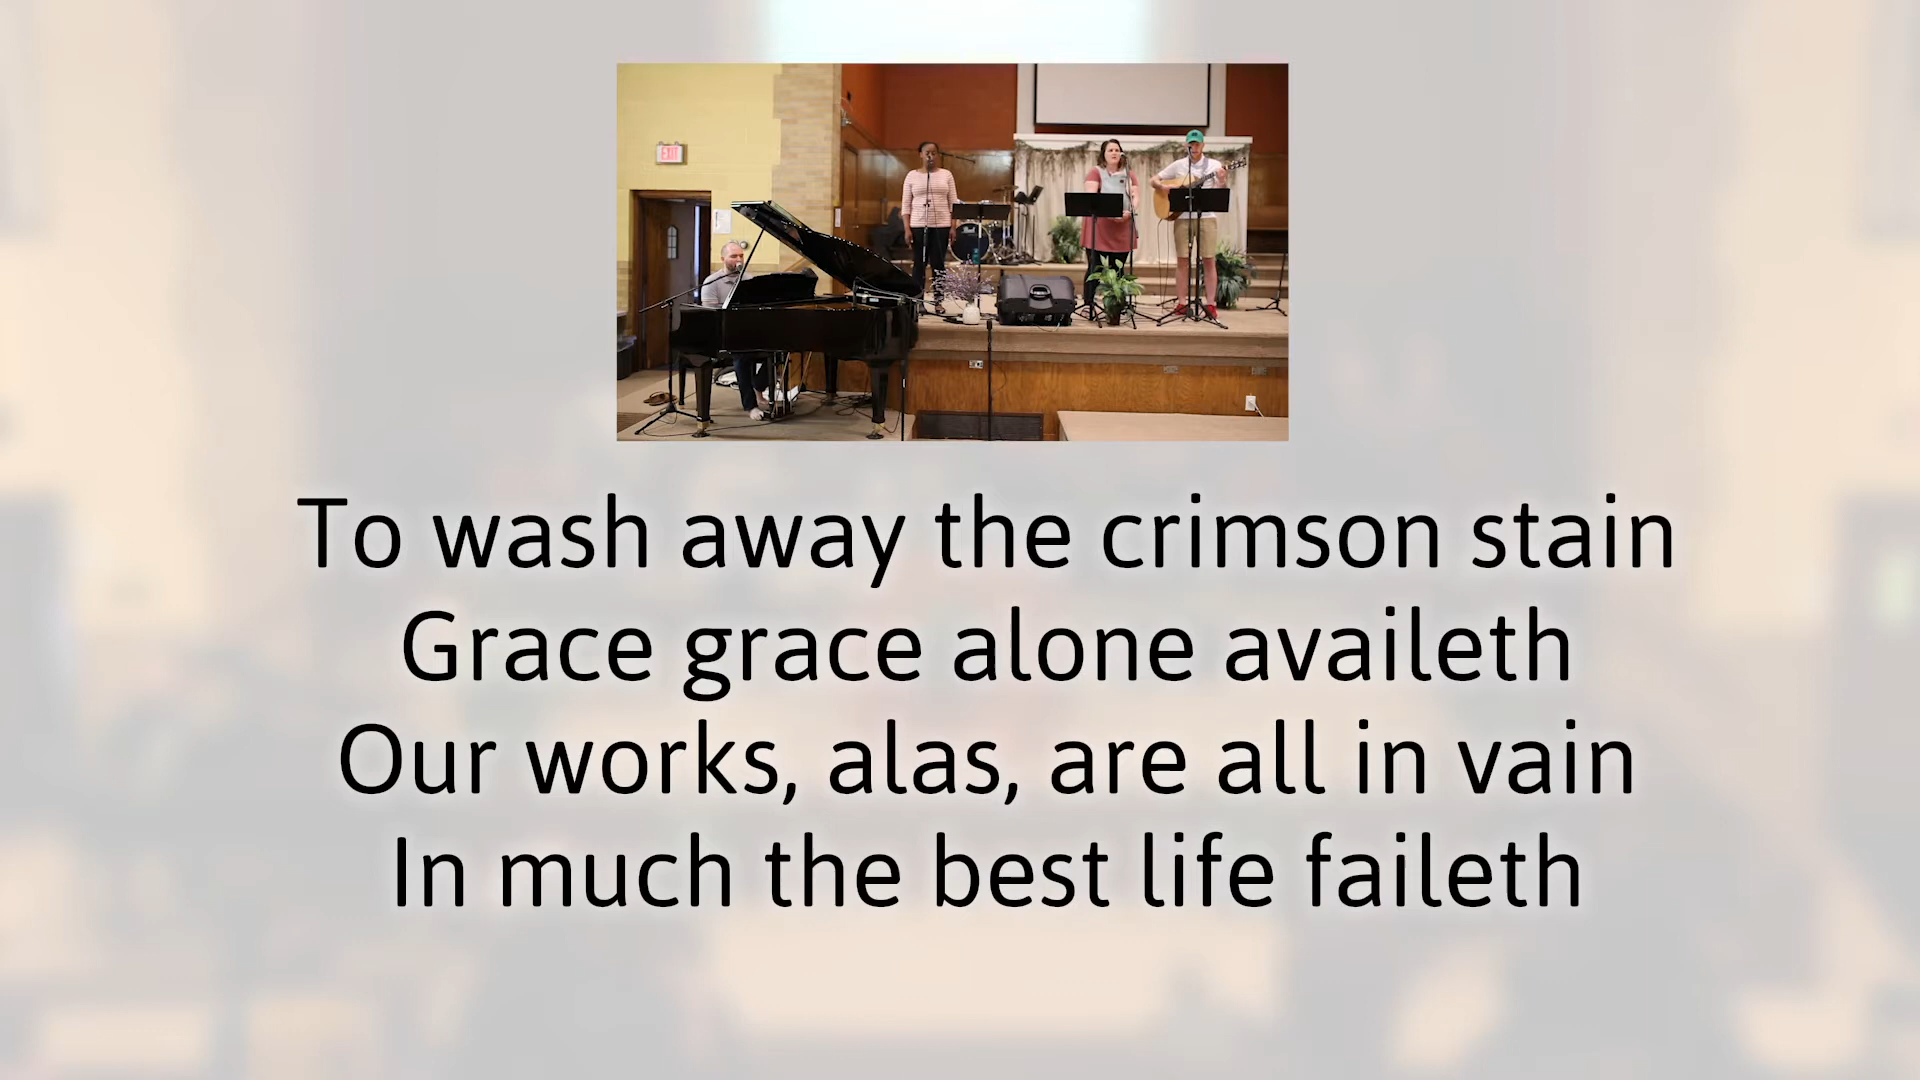 EXIT
To wash away the crimson stain
Grace grace alone availeth
Our works, alas, are all in vain
In much the best life faileth